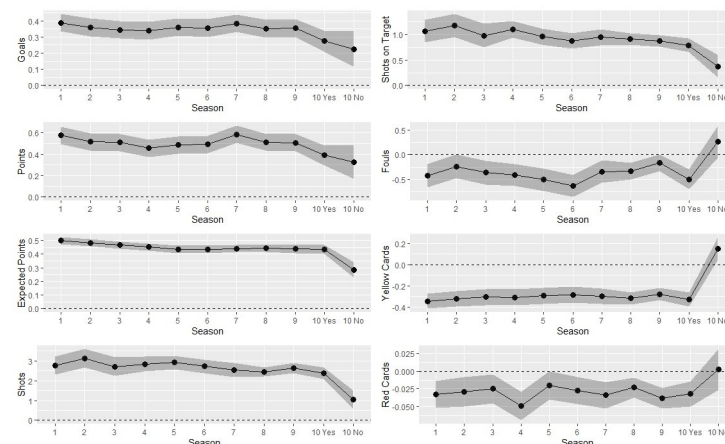 Goals
0.4
0.3
0.2
0.1
0.0
1 2 3 4 5 6 7 8 9 10 Yes 10 No
Season
Shots on Target
1.0
0.5
0.0
1 2 3 4 5 6 7 8 9 10 Yes 10 No
Season
Points
0.6
0.4
0.2
0.0
1 2 3 4 5 6 7 8 9 10 Yes 10 No
Season
Fouls
0.5
0.0
-0.5
1 2 3 4 5 6 7 8 9 10 Yes 10 No
Season
Expected Points
0.5
0.4
0.3
0.2
0.1
0.0
1 2 3 4 5 6 7 8 9 10 Yes 10 No
Season
Yellow Cards
0.2
0.0
-0.2
-0.4
1 2 3 4 5 6 7 8 9 10 Yes 10 No
Season
Shots
3
2
1
0
1 2 3 4 5 6 7 8 9 10 Yes 10 No
Season
Red Cards
0.025
0.000
-0.025
-0.050
1 2 3 4 5 6 7 8 9 10 Yes 10 No
Season